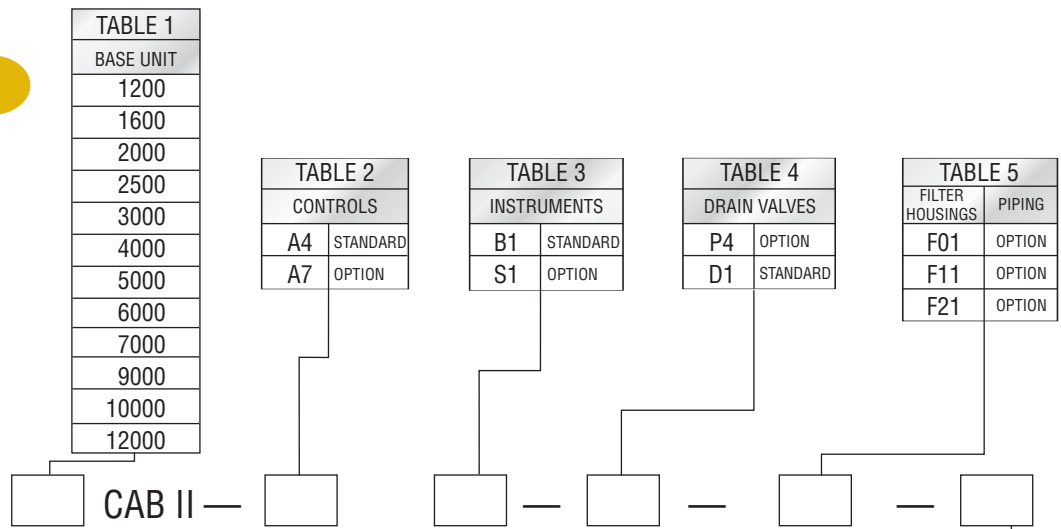 TABLE 1
BASE UNIT
1200
1600
2000
2500
3000
4000
5000
6000
7000
9000
10000
12000
TABLE 2
CONTROLS
A4 STANDARD
A7 OPTION
TABLE 3
INSTRUMENTS
B1 STANDARD
S1 OPTION
TABLE 4
DRAIN VALVES
P4 OPTION
D1 STANDARD
TABLE 5
FILTER HOUSINGS PIPING
F01 OPTION
F11 OPTION
F21 OPTION
CAB II — — — —